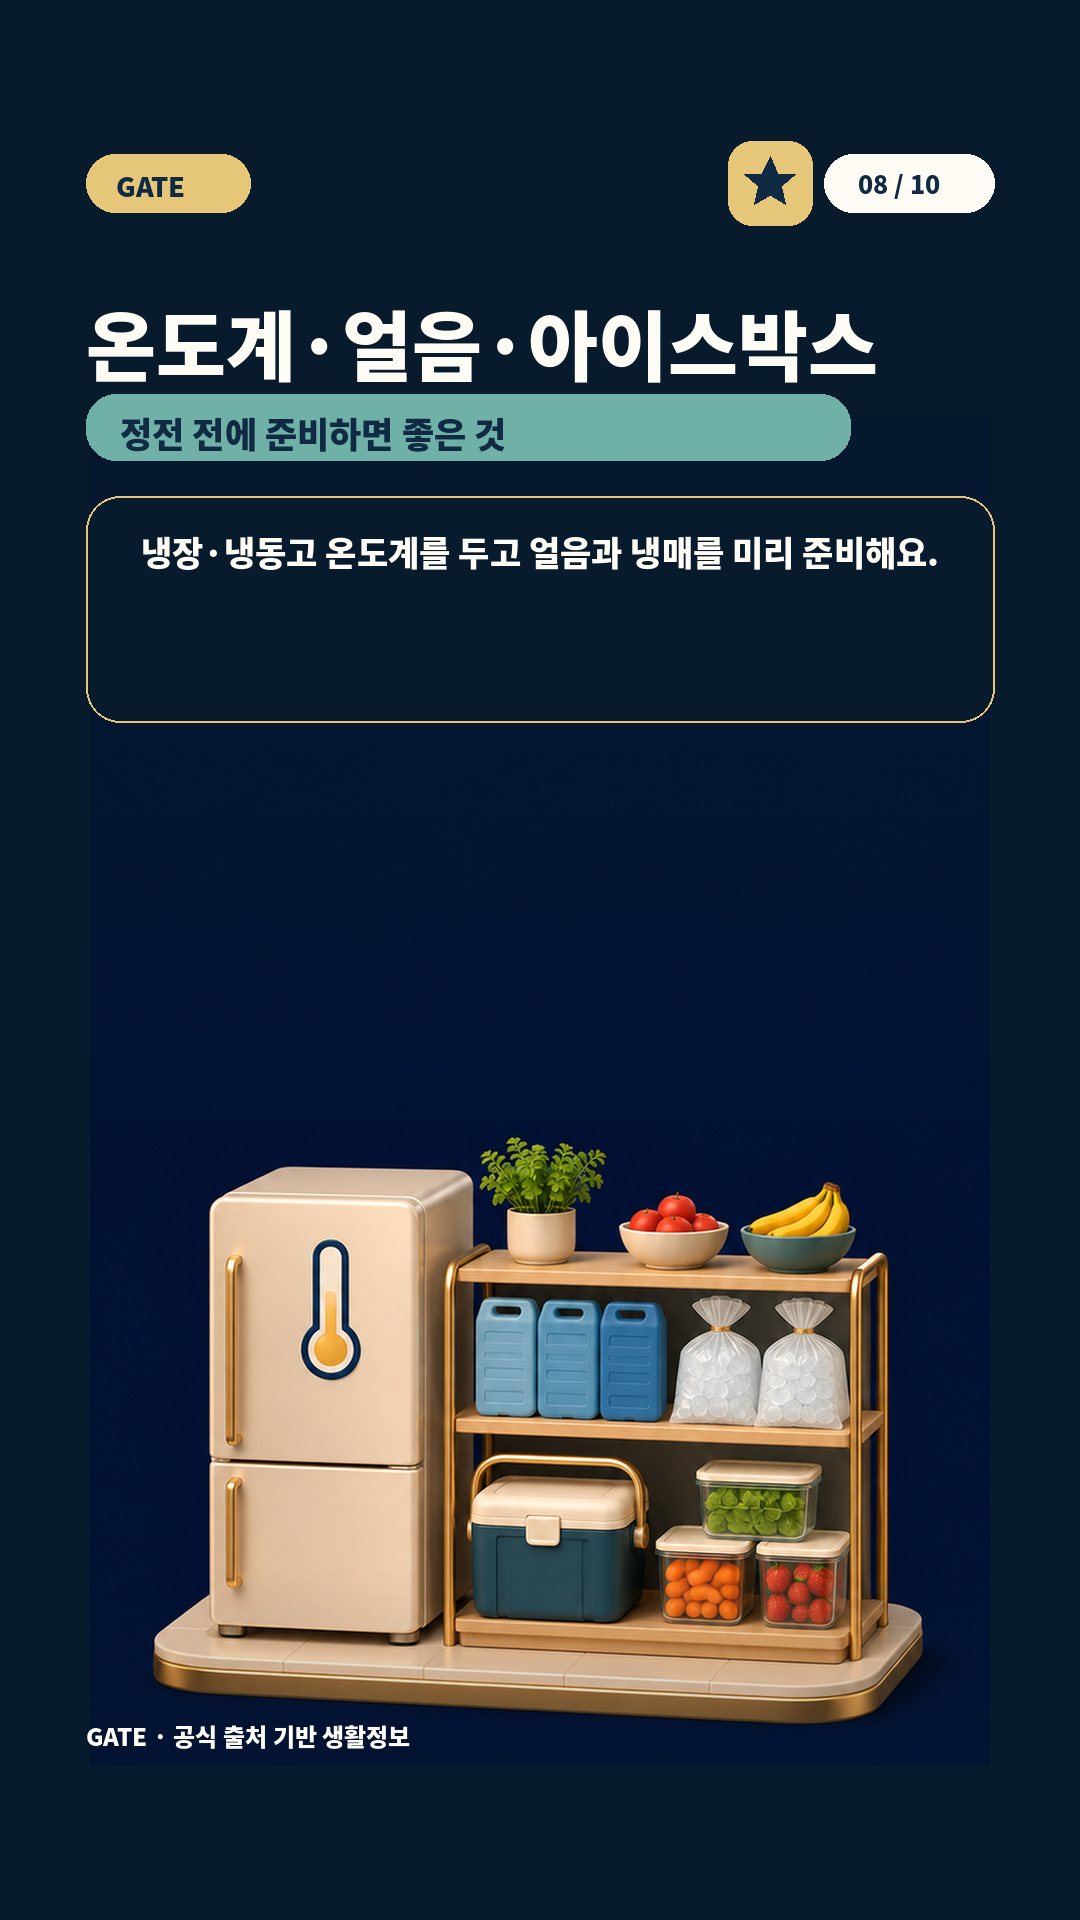 GATE
08 / 10
온도계·얼음·아이스박스
정전 전에 준비하면 좋은 것
냉장·냉동고 온도계를 두고 얼음과 냉매를 미리 준비해요.
GATE · 공식 출처 기반 생활정보